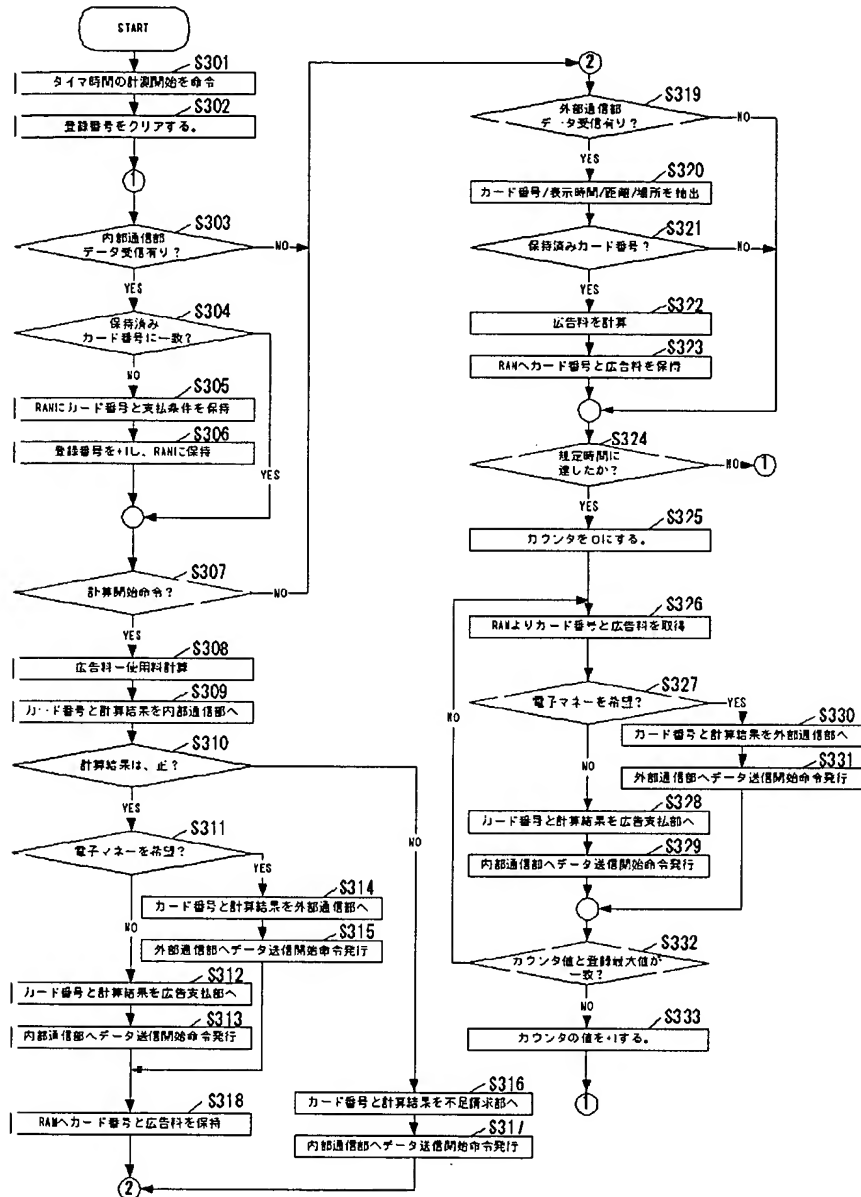 START
S301
タイマ時間の計測開始を命令
S302
登録番号をクリアする。
1
S303
内部通信部
データ受信有り?
NO
YES
S304
保持済み
カード番号に一致?
NO
S305
RAMにカード番号と支払条件を保持
S306
登録番号を+1し、RAMに保持
YES
S307
計算開始命令?
NO
YES
S308
広告料ー使用料計算
S309
カード番号と計算結果を内部通信部へ
S310
計算結果は、正?
YES
NO
S311
電子マネーを希望?
YES
S314
カード番号と計算結果を外部通信部へ
S315
外部通信部へデータ送信開始命令発行
NO
S312
カード番号と計算結果を広告支払部へ
S313
内部通信部へデータ送信開始命令発行
S316
カード番号と計算結果を不足請求部へ
S317
内部通信部へデータ送信開始命令発行
S318
RAMへカード番号と広告料を保持
2
2
S319
外部通信部
データ受信有り?
NO
YES
S320
カード番号/表示時間/距離/場所を抽出
S321
保持済みカード番号?
NO
YES
S322
広告料を計算
S323
RAMへカード番号と広告料を保持
S324
規定時間に
達したか?
NO
1
YES
S325
カウンタを0にする。
S326
RAMよりカード番号と広告料を取得
S327
電子マネーを希望?
YES
S330
カード番号と計算結果を外部通信部へ
S331
外部通信部へデータ送信開始命令発行
NO
NO
S328
カード番号と計算結果を広告支払部へ
S329
内部通信部へデータ送信開始命令発行
S332
カウンタ値と登録最大値が
一致?
NO
S333
カウンタの値を+1する。
1